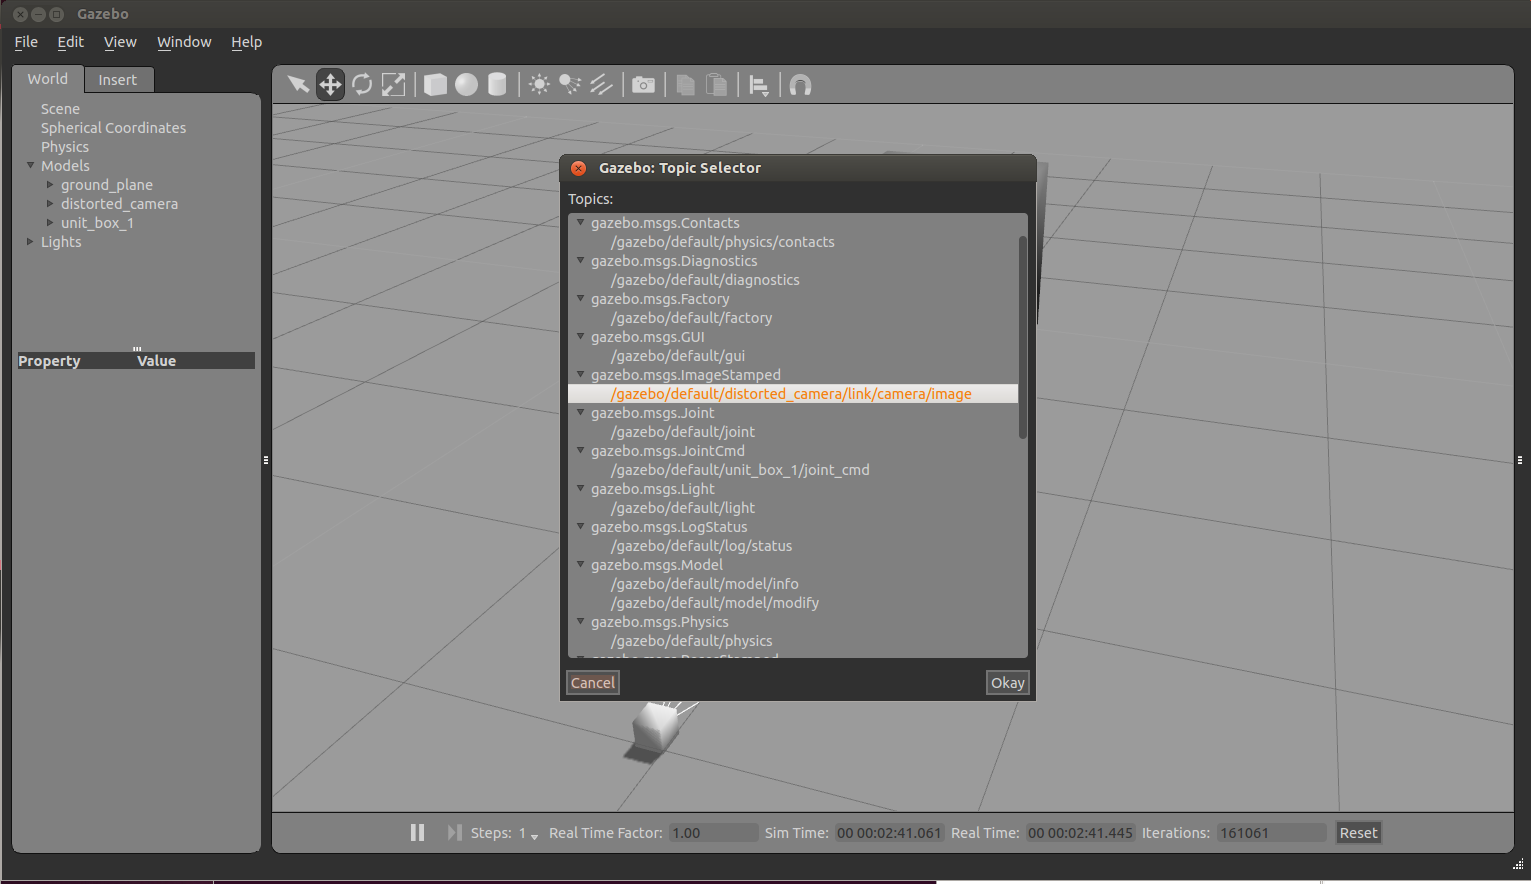 Gazebo
File Edit View Window Help
World Insert
Scene
Spherical Coordinates
Physics
Models
ground_plane
distorted_camera
unit_box_1
Lights
Property Value
Gazebo: Topic Selector
Topics:
gazebo.msgs.Contacts
/gazebo/default/physics/contacts
gazebo.msgs.Diagnostics
/gazebo/default/diagnostics
gazebo.msgs.Factory
/gazebo/default/factory
gazebo.msgs.GUI
/gazebo/default/gui
gazebo.msgs.ImageStamped
/gazebo/default/distorted_camera/link/camera/image
gazebo.msgs.Joint
/gazebo/default/joint
gazebo.msgs.JointCmd
/gazebo/default/unit_box_1/joint_cmd
gazebo.msgs.Light
/gazebo/default/light
gazebo.msgs.LogStatus
/gazebo/default/log/status
gazebo.msgs.Model
/gazebo/default/model/info
/gazebo/default/model/modify
gazebo.msgs.Physics
/gazebo/default/physics
Cancel Okay
Steps: 1 Real Time Factor: 1.00 Sim Time: 00 00:02:41.061 Real Time: 00 00:02:41.445 Iterations: 161061 Reset